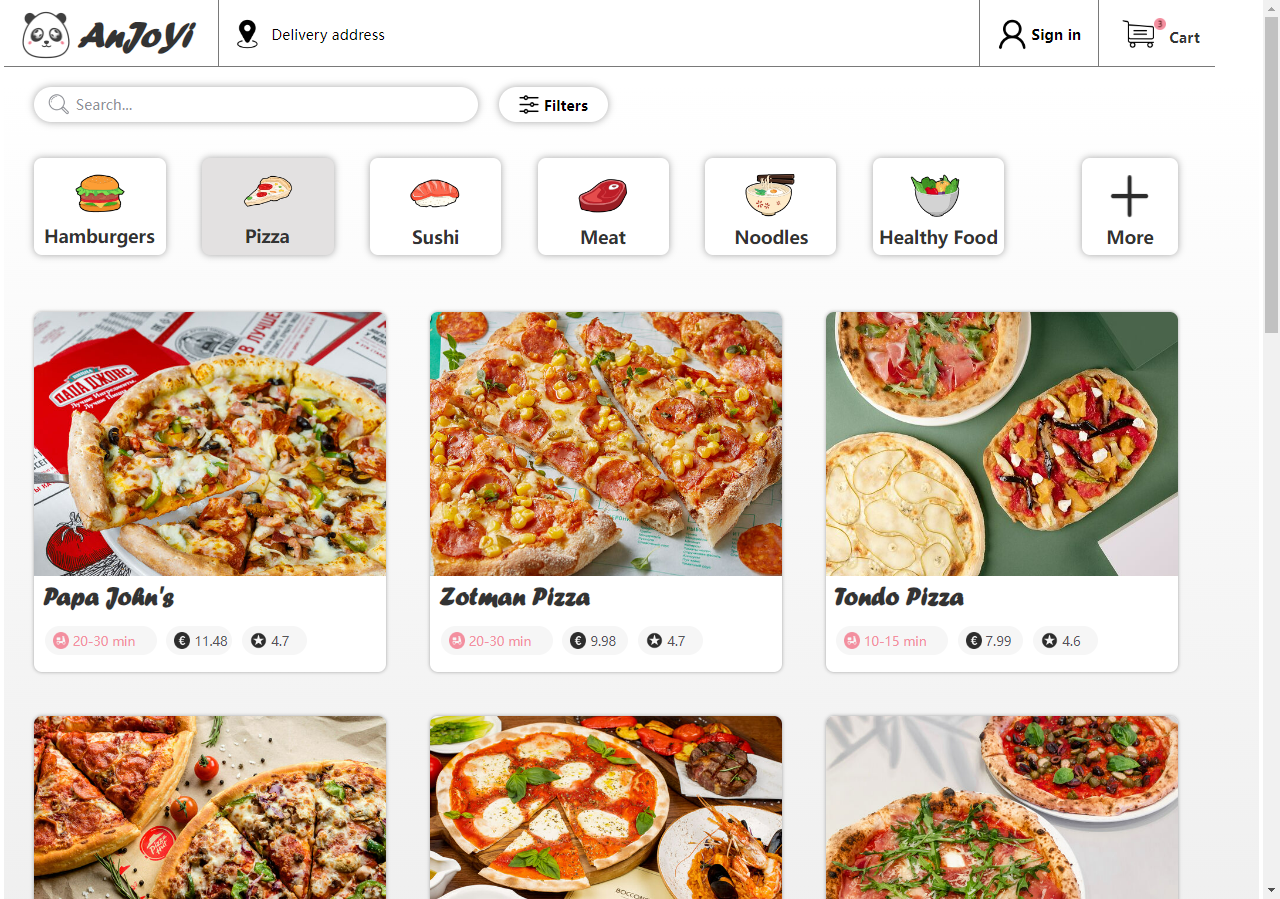 AnJoYi
Delivery address
Sign in
3
Cart
Search...
Filters
Hamburgers
Pizza
Sushi
Meat
Noodles
Healthy Food
More
ПАПА ДЖОНС
Papa John's
20-30 min
€ 11.48
4.7
Zotman Pizza
20-30 min
€ 9.98
4.7
Tondo Pizza
10-15 min
€ 7.99
4.6